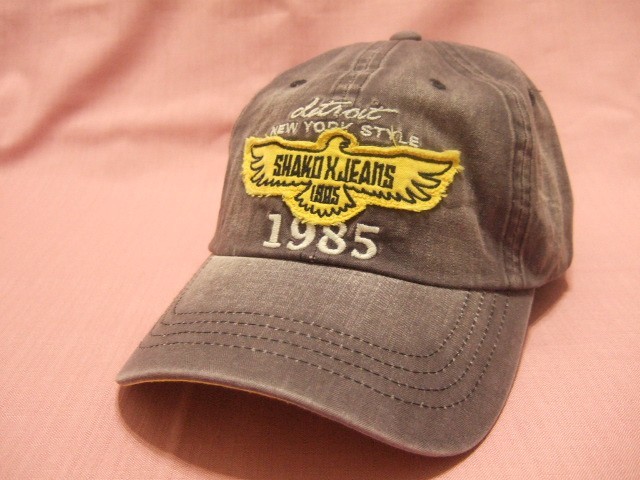 detroit
NEW YORK STYLE
SHAKO X JEANS
1985
1985